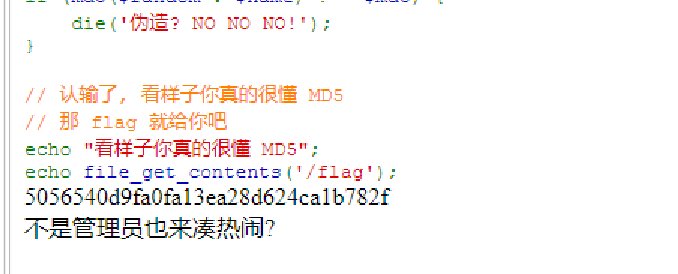 die('伪造? NO NO NO!');
}
// 认输了, 看样子你真的很懂 MD5
// 那 flag 就给你吧
echo "看样子你真的很懂 MD5";
echo file_get_contents('/flag');
5056540d9fa0fa13ea28d624ca1b782f
不是管理员也来凑热闹?